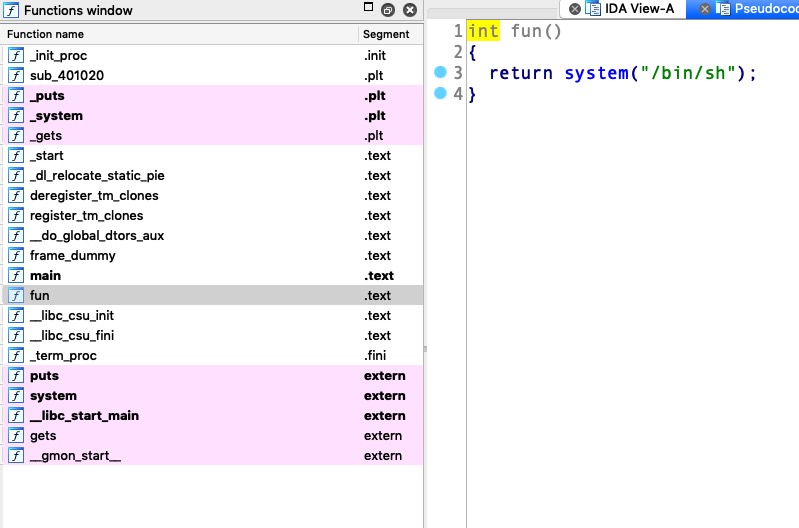 Functions window
Function name Segment
_init_proc .init
sub_401020 .plt
_puts .plt
_system .plt
_gets .plt
_start .text
_dl_relocate_static_pie .text
deregister_tm_clones .text
register_tm_clones .text
__do_global_dtors_aux .text
frame_dummy .text
main .text
fun .text
__libc_csu_init .text
__libc_csu_fini .text
_term_proc .fini
puts extern
system extern
__libc_start_main extern
gets extern
__gmon_start__ extern
IDA View-A Pseudocod
1 int fun()
2 {
3 return system("/bin/sh");
4 }